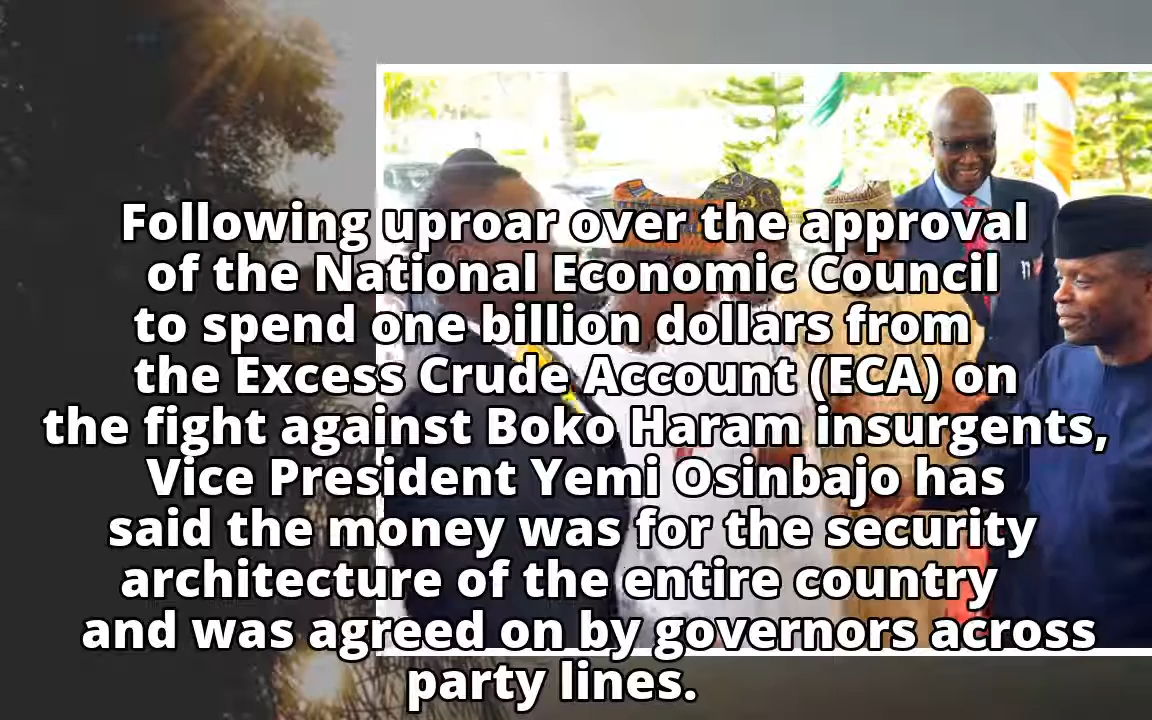 Following uproar over the approval
of the National Economic Council
to spend one billion dollars from
the Excess Crude Account (ECA) on
the fight against Boko Haram insurgents,
Vice President Yemi Osinbajo has
said the money was for the security
architecture of the entire country
and was agreed on by governors across
party lines.